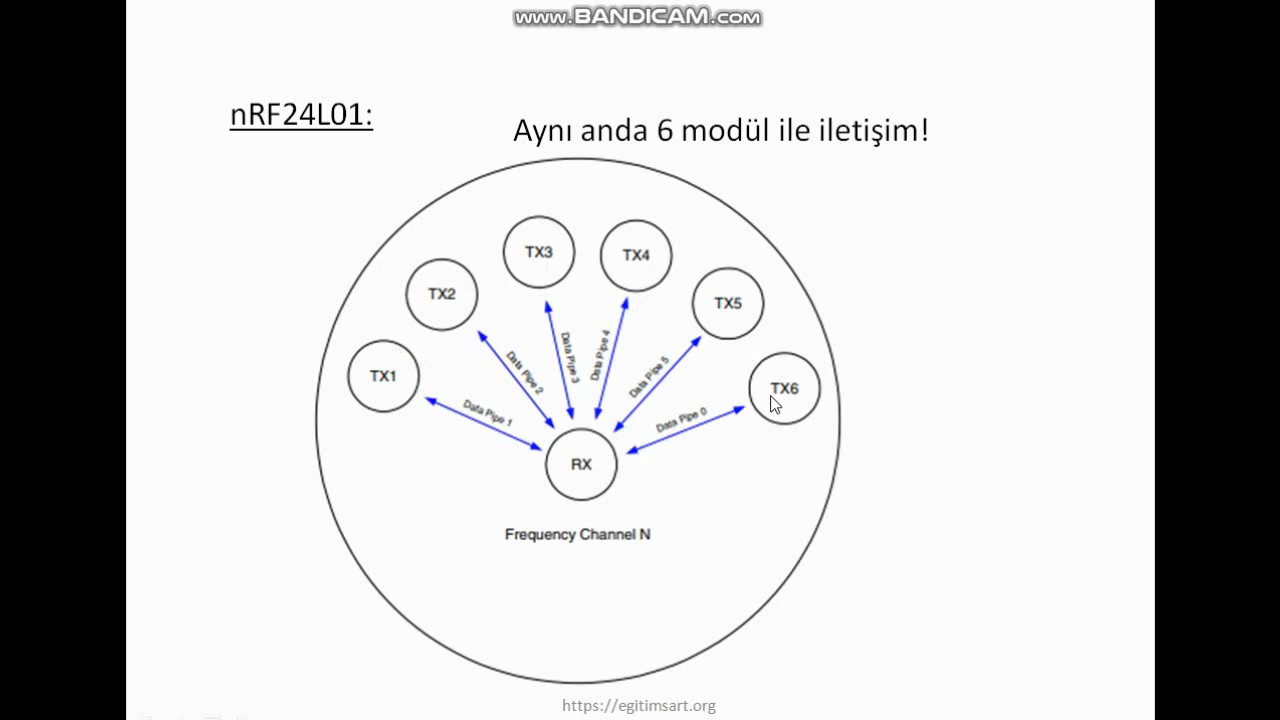 www.BANDICAM.com
nRF24L01:
Aynı anda 6 modül ile iletişim!
TX3
TX4
TX2
TX5
TX1
TX6
Data Pipe 1
Data Pipe 2
Data Pipe 3
Data Pipe 4
Data Pipe 5
Data Pipe 0
RX
Frequency Channel N
https://egitimsart.org